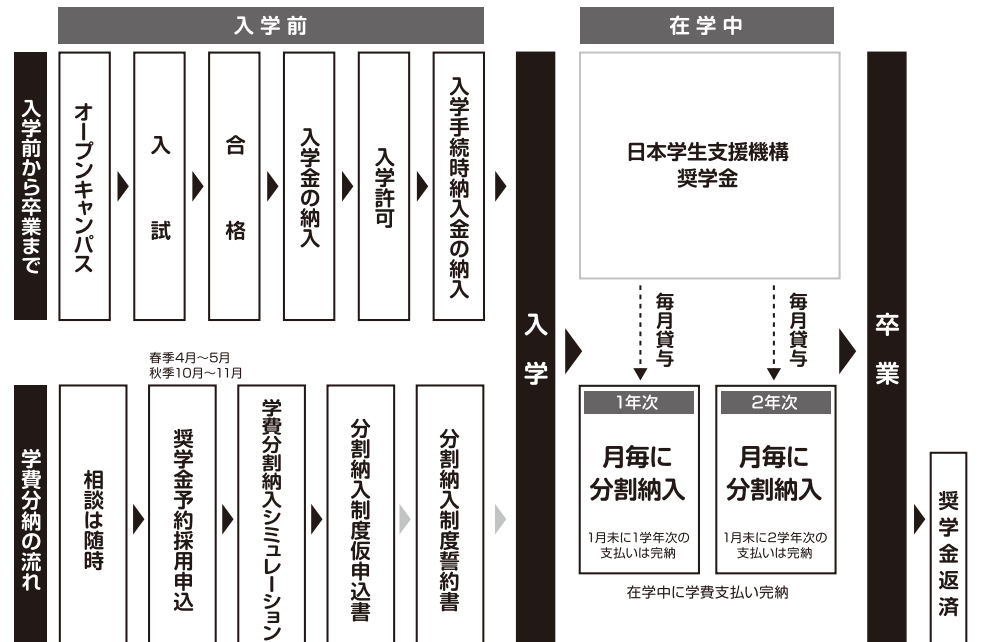 入学前
在学中
入学前から卒業まで
オープンキャンパス
入試
合格
入学金の納入
入学許可
入学手続時納入金の納入
入学
日本学生支援機構
奨学金
毎月貸与
毎月貸与
卒業
春季4月～5月
秋季10月～11月
学費分納の流れ
相談は随時
奨学金予約採用申込
学費分割納入シミュレーション
分割納入制度仮申込書
分割納入制度誓約書
1年次
月毎に
分割納入
1月末に1学年次の
支払いは完納
2年次
月毎に
分割納入
1月末に2学年次の
支払いは完納
在学中に学費支払い完納
奨学金返済